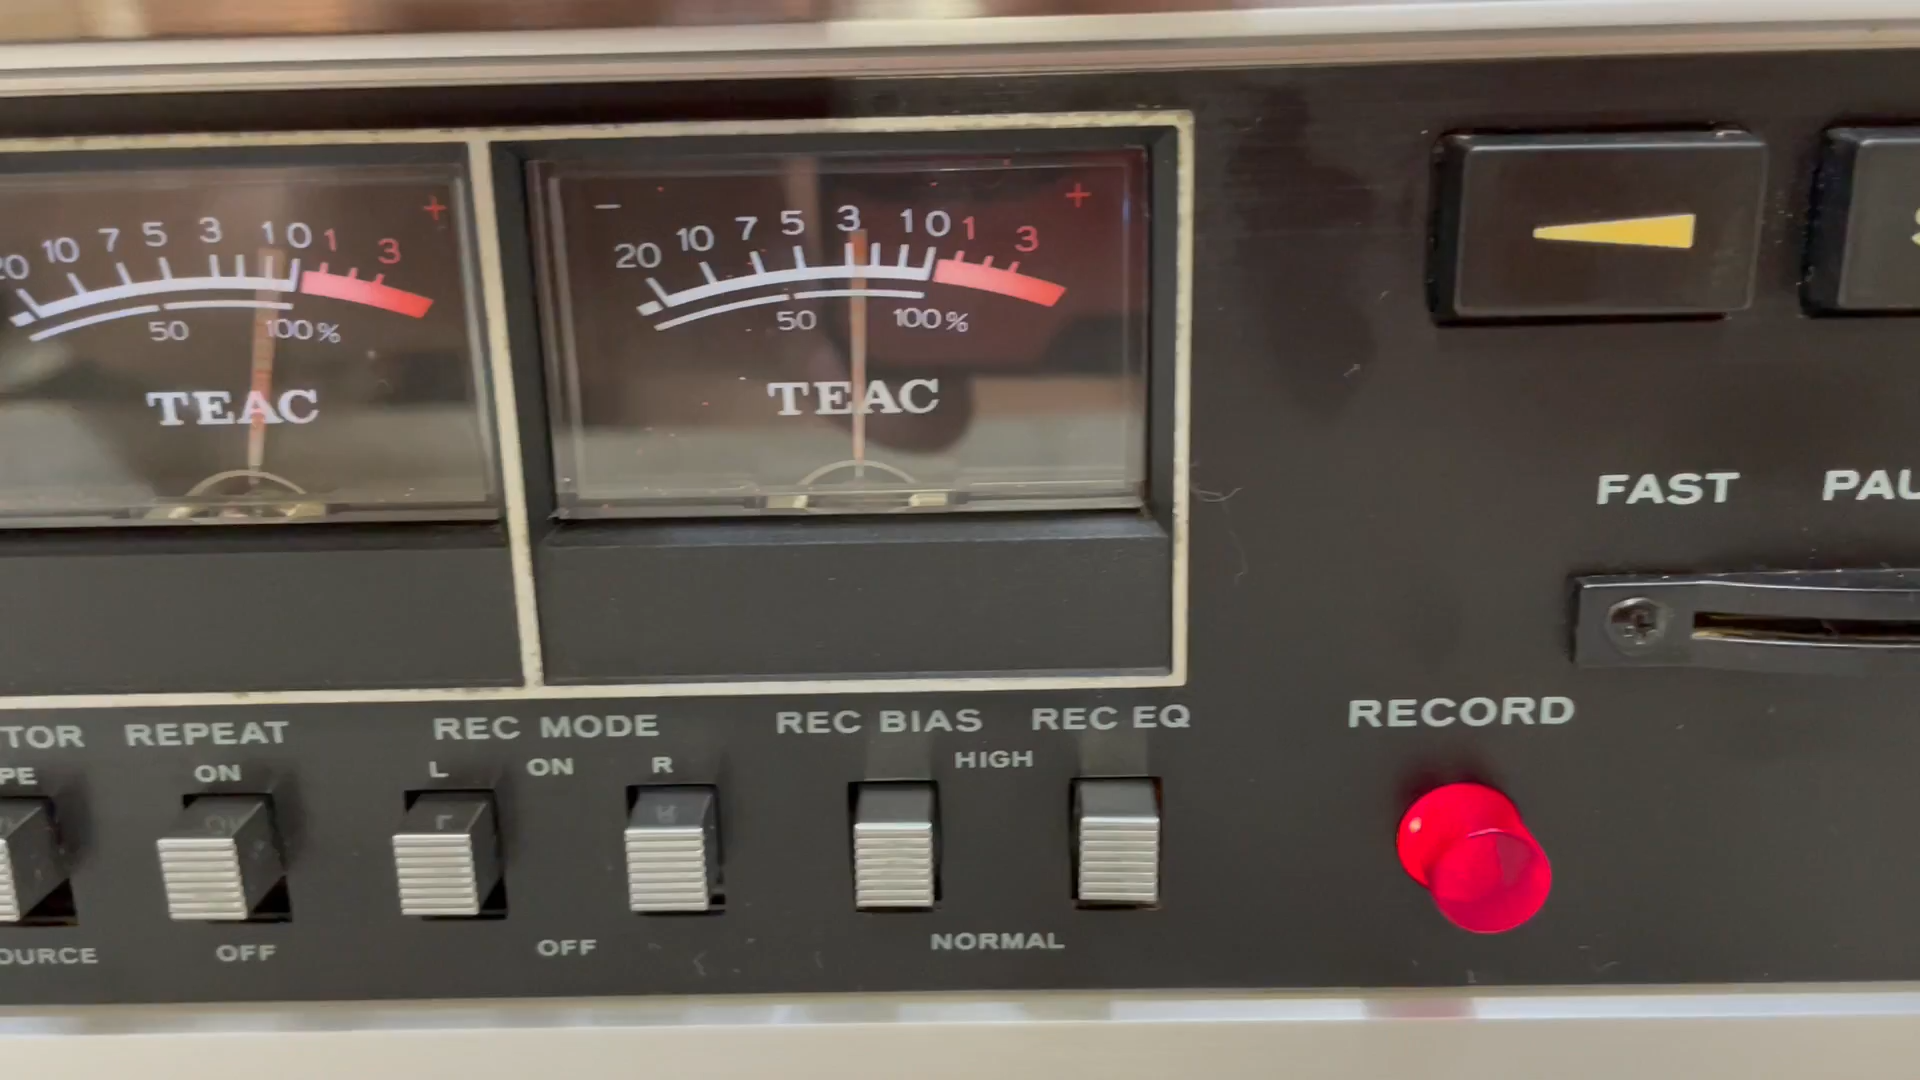 20 10 7 5 3 1 0 1 3 +
50 100%
TEAC
− 20 10 7 5 3 1 0 1 3 +
50 100%
TEAC
FAST
REPEAT
ON
OFF
REC MODE
L ON R
L R
OFF
REC BIAS REC EQ
HIGH
NORMAL
RECORD